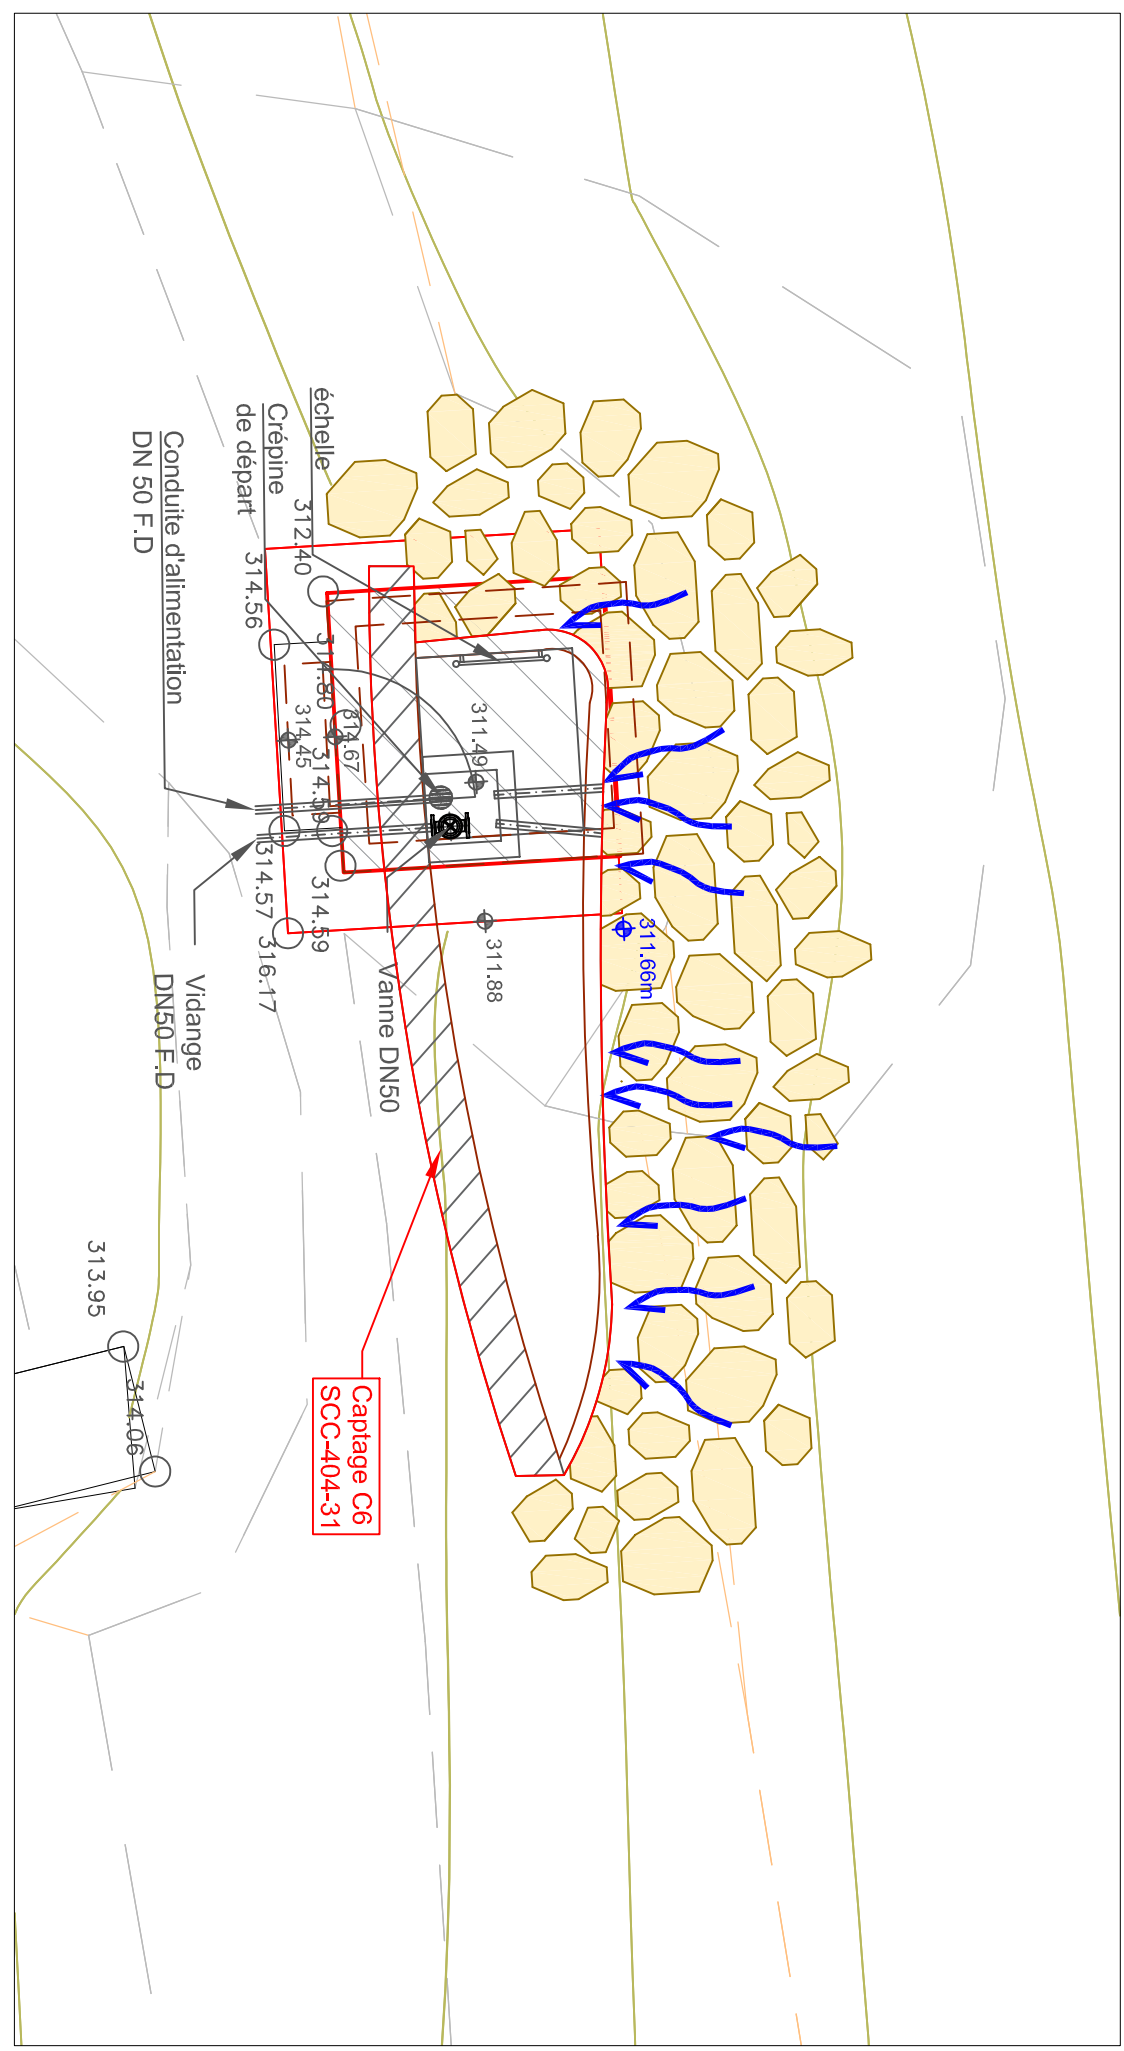 échelle
Crépine
de départ
Conduite d'alimentation
DN 50 F.D
312.40
314.56
314.80
314.67
314.45
314.59
311.49
314.57
314.59
316.17
311.88
311.66m
Vanne DN50
Vidange
DN50 F.D
313.95
314.06
Captage C6
SCC-404-31